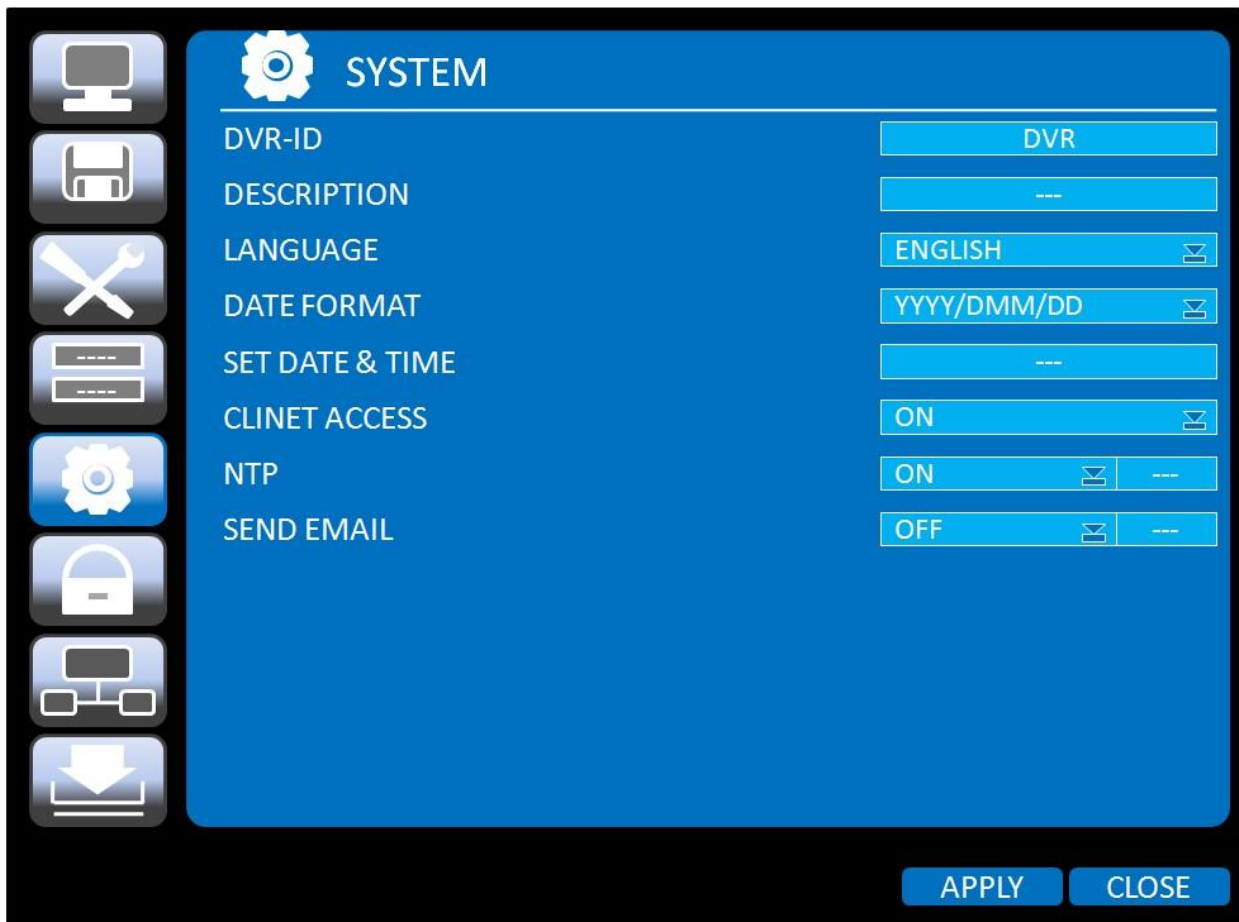 SYSTEM
DVR-ID DVR
DESCRIPTION ---
LANGUAGE ENGLISH
DATE FORMAT YYYY/DMM/DD
SET DATE & TIME ---
CLINET ACCESS ON
NTP ON ---
SEND EMAIL OFF ---
----
----
APPLY CLOSE